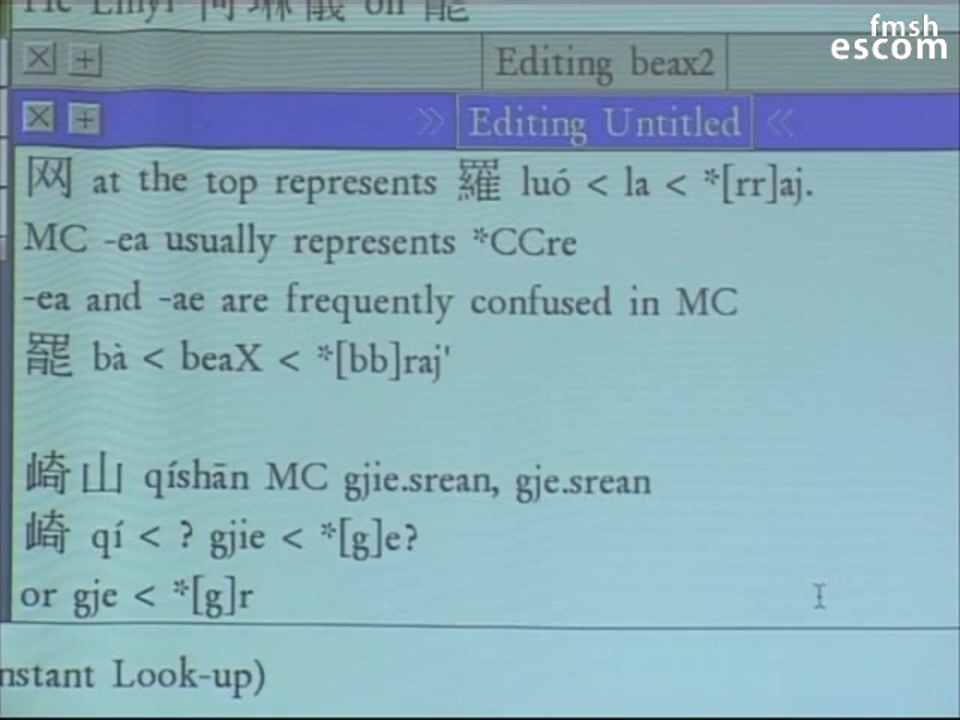 fmsh
escom
Editing beax2
Editing Untitled
网 at the top represents 羅 luó < la < *[rr]aj.
MC -ea usually represents *CCre
-ea and -ae are frequently confused in MC
罷 bà < beaX < *[bb]raj'
崎山 qíshān MC gjie.srean, gje.srean
崎 qí < ? gjie < *[g]e?
or gje < *[g]r
nstant Look-up)